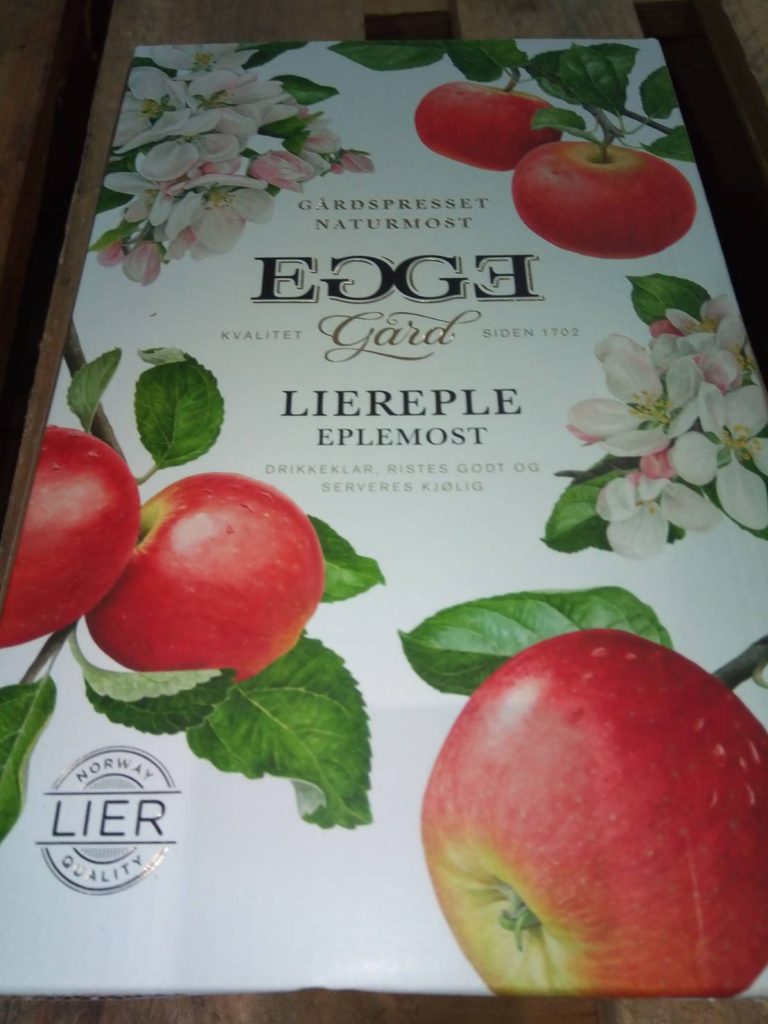 GÅRDSPRESSET
NATURMOST
EGGE
KVALITET Gård SIDEN 1702
LIEREPLE
EPLEMOST
DRIKKEKLAR, RISTES GODT OG
SERVERES KJØLIG
NORWAY
LIER
QUALITY